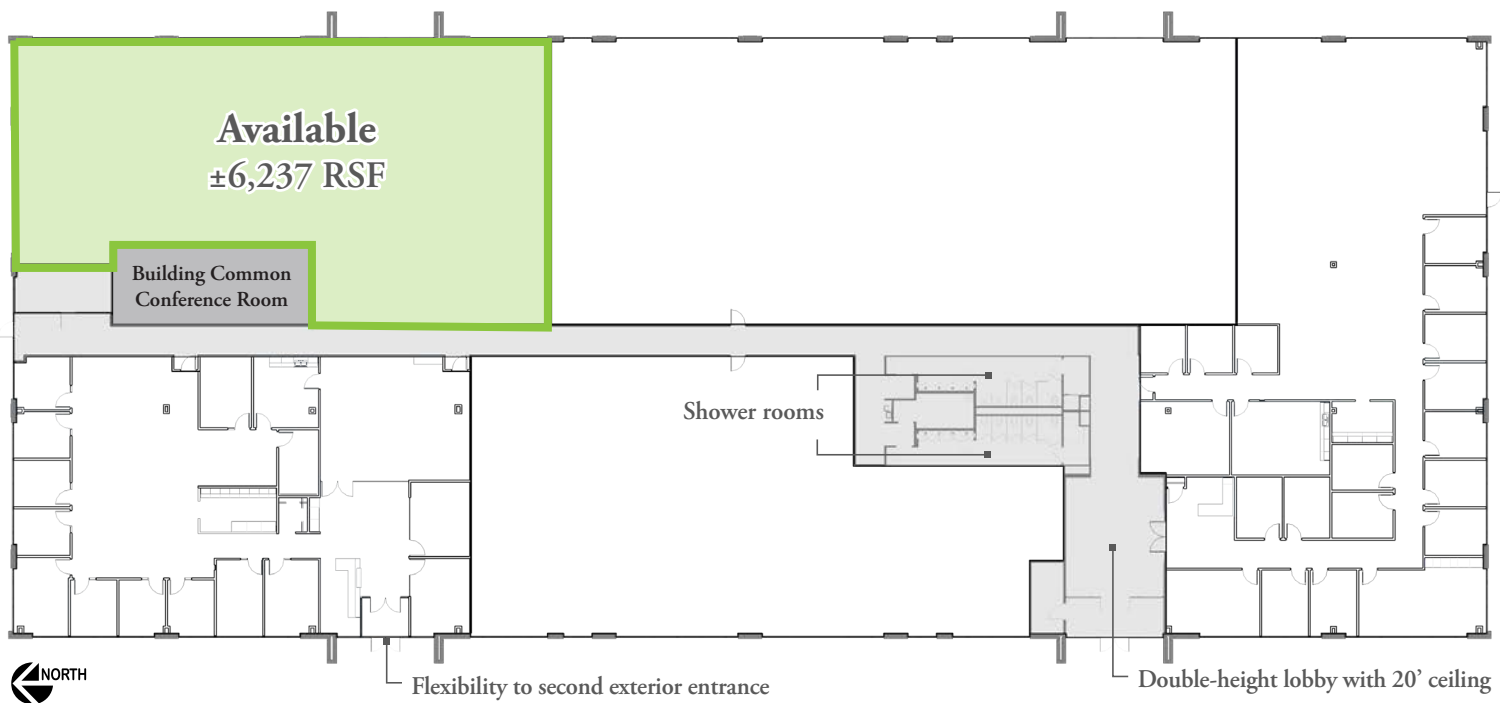 Available
±6,237 RSF
Building Common
Conference Room
Shower rooms
NORTH
Flexibility to second exterior entrance
Double-height lobby with 20’ ceiling